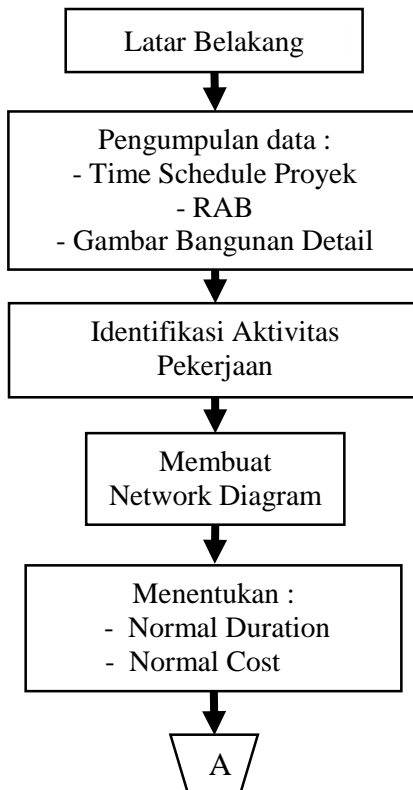 Latar Belakang
Pengumpulan data :
- Time Schedule Proyek
- RAB
- Gambar Bangunan Detail
Identifikasi Aktivitas
Pekerjaan
Membuat
Network Diagram
Menentukan :
- Normal Duration
- Normal Cost
A